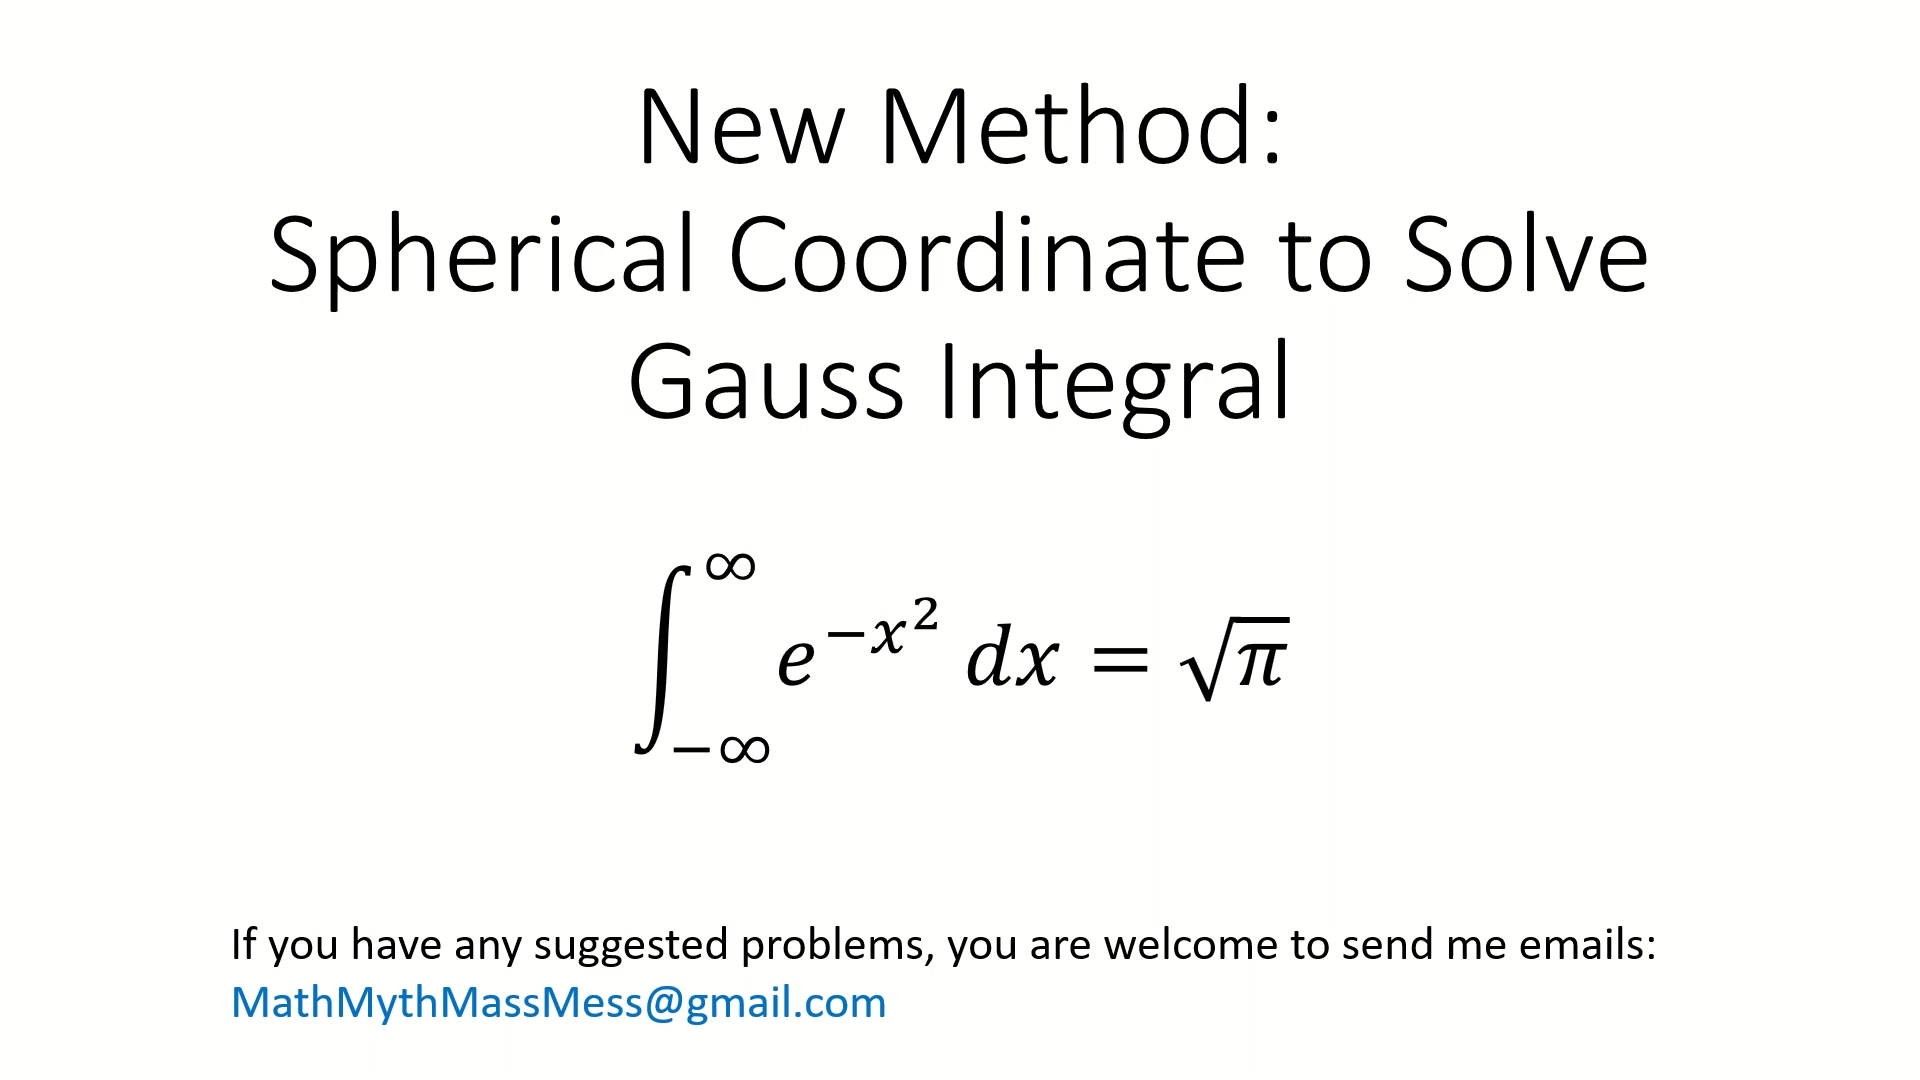 New Method:
Spherical Coordinate to Solve
Gauss Integral
∫_{-∞}^{∞} e^{-x^2} dx = √π
If you have any suggested problems, you are welcome to send me emails:
MathMythMassMess@gmail.com